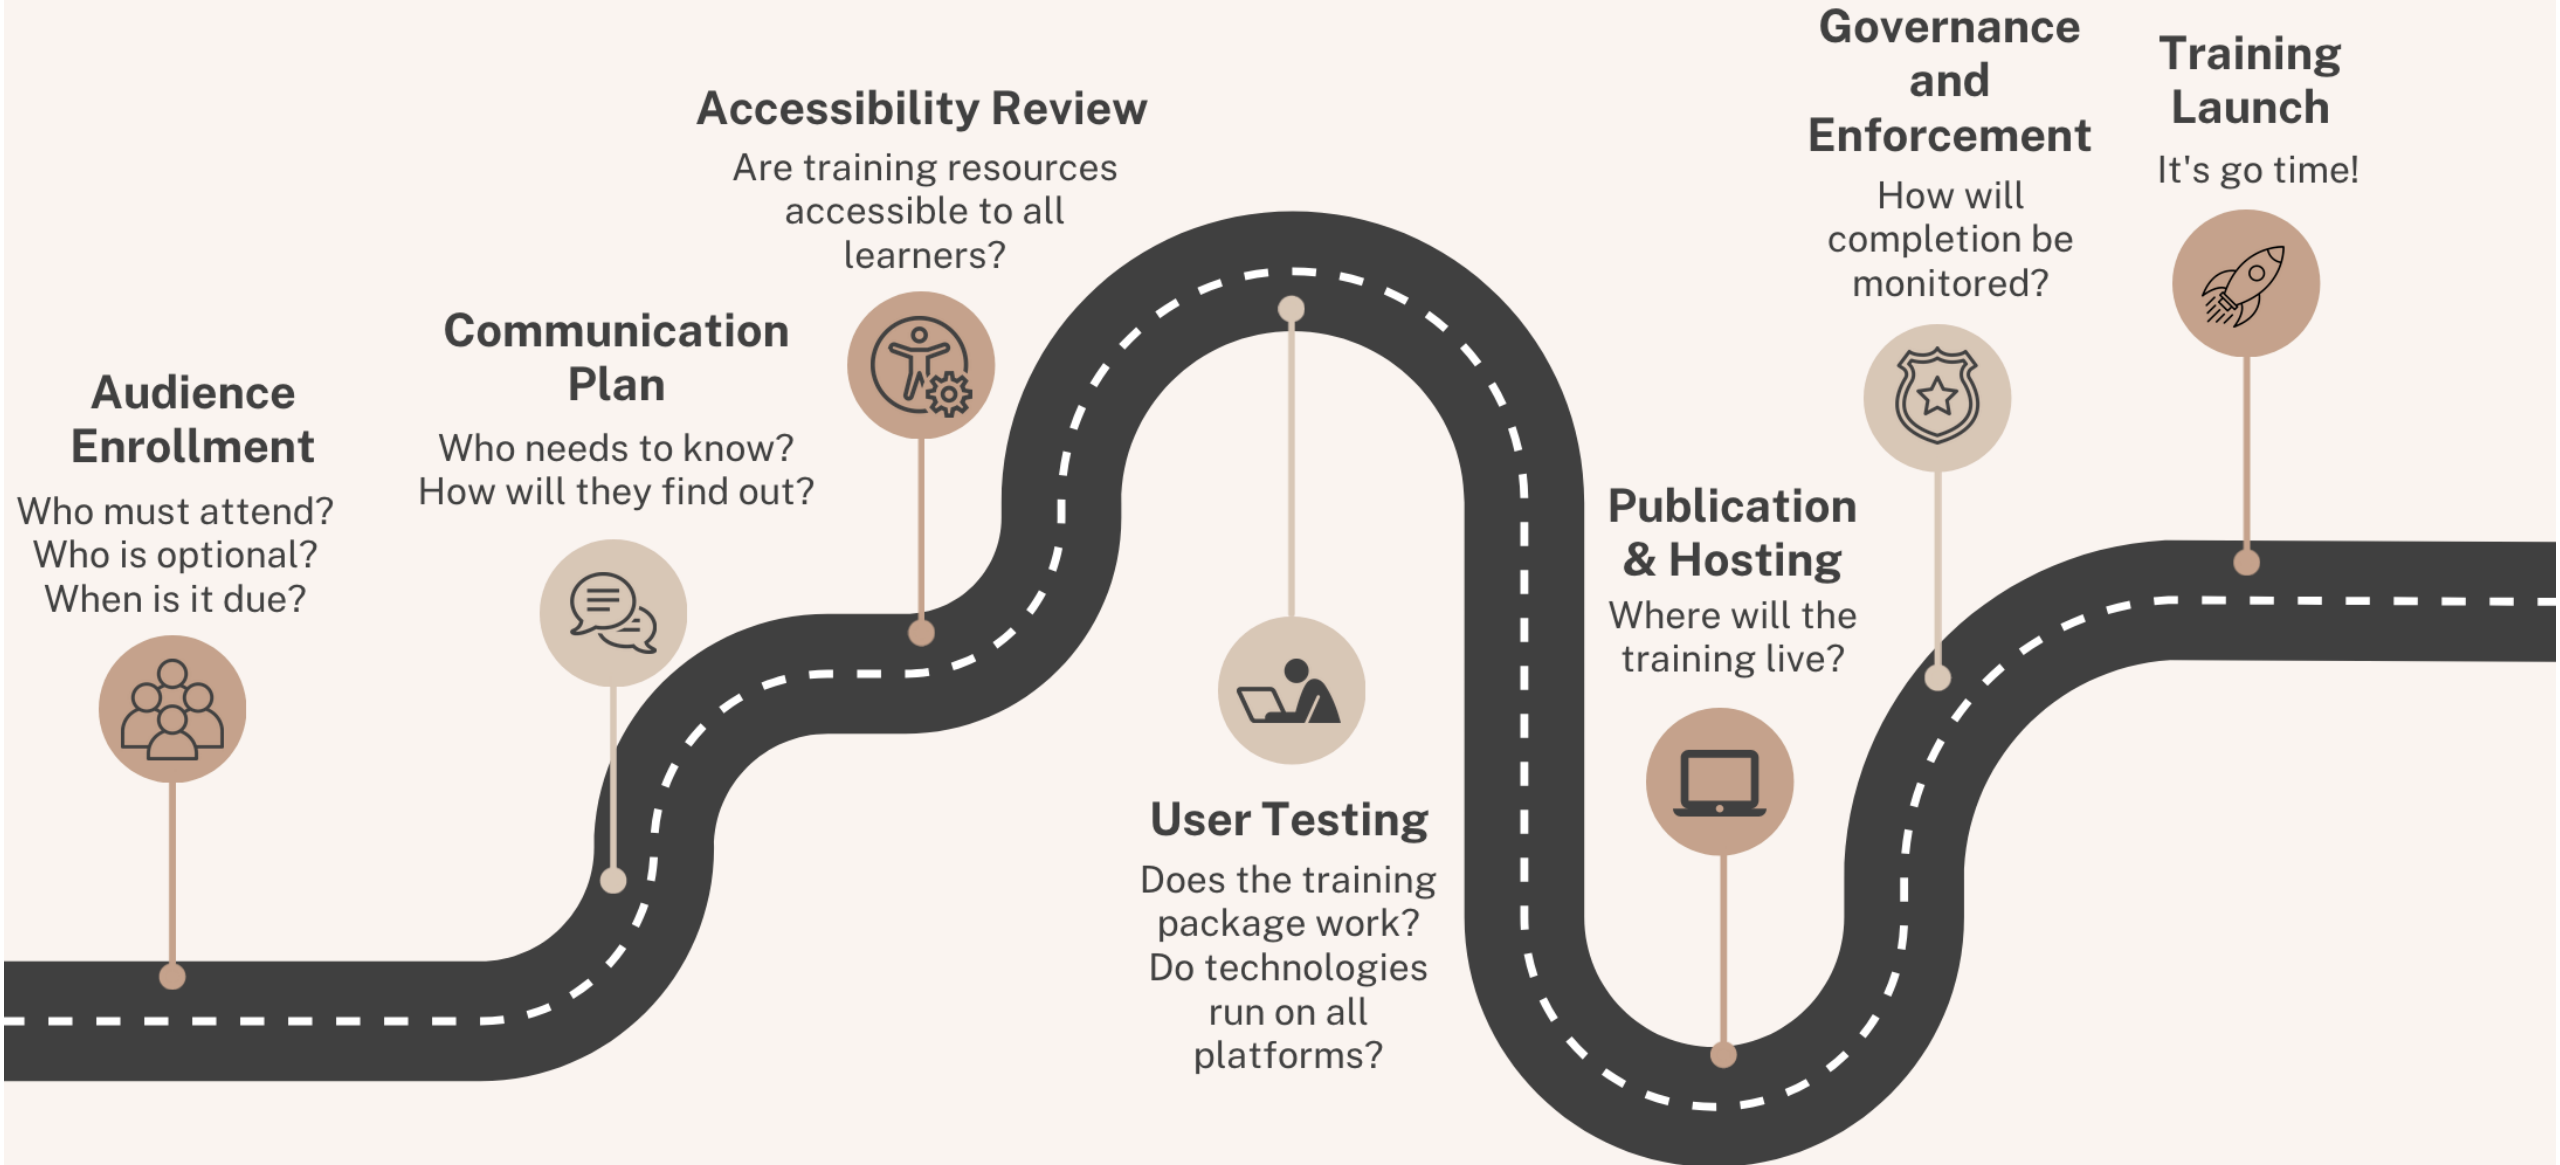 Audience
Enrollment
Who must attend?
Who is optional?
When is it due?
Communication
Plan
Who needs to know?
How will they find out?
Accessibility Review
Are training resources
accessible to all
learners?
User Testing
Does the training
package work?
Do technologies
run on all
platforms?
Publication
& Hosting
Where will the
training live?
Governance
and
Enforcement
How will
completion be
monitored?
Training
Launch
It's go time!